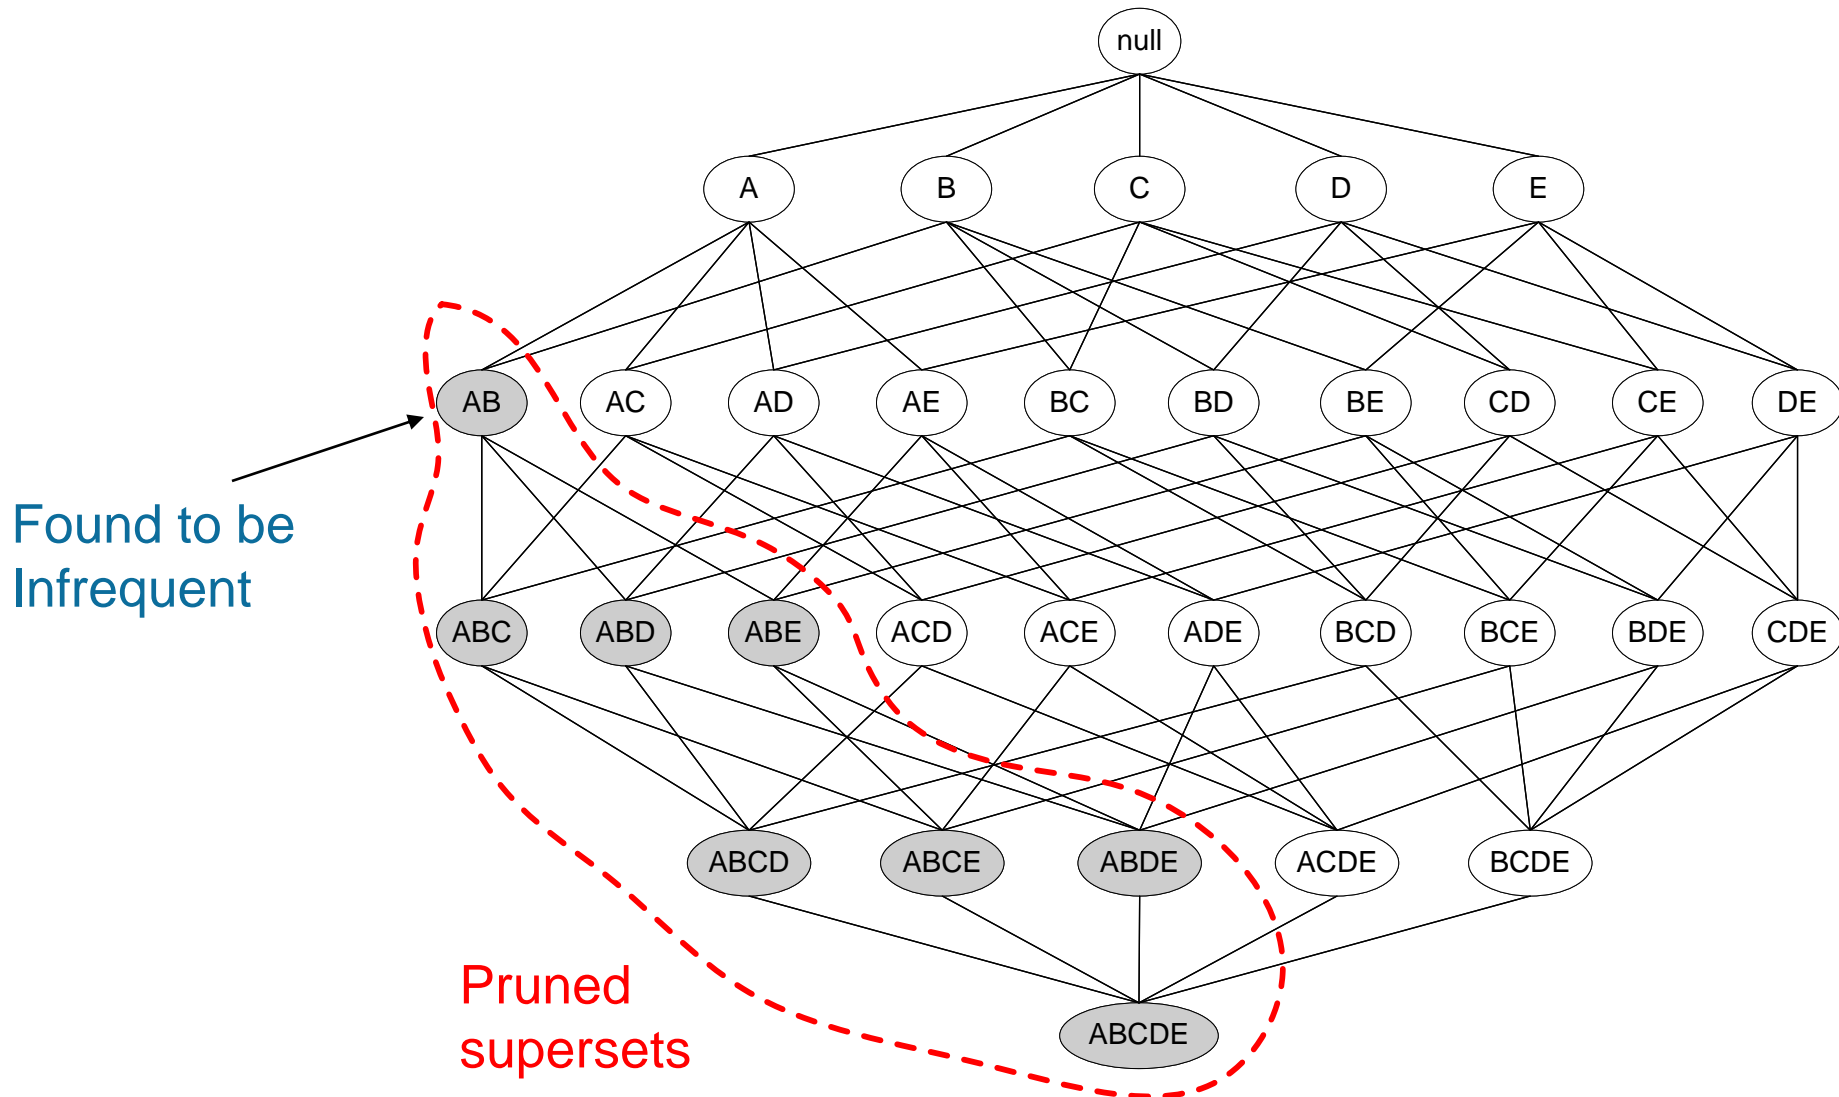 null
A B C D E
AB AC AD AE BC BD BE CD CE DE
Found to be
Infrequent
ABC ABD ABE ACD ACE ADE BCD BCE BDE CDE
ABCD ABCE ABDE ACDE BCDE
Pruned
supersets
ABCDE